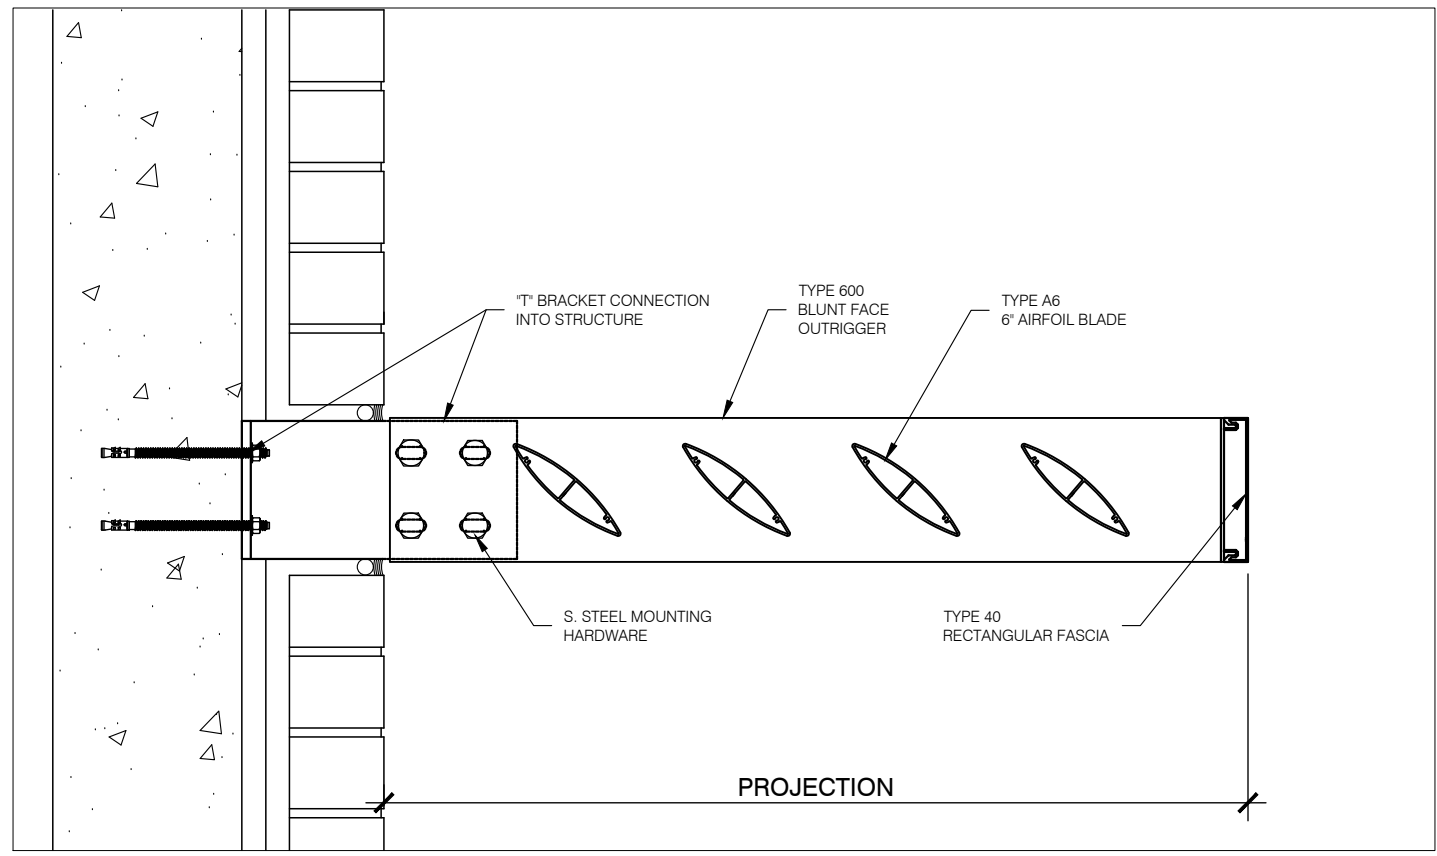 "T" BRACKET CONNECTION
INTO STRUCTURE
TYPE 600
BLUNT FACE
OUTRIGGER
TYPE A6
6" AIRFOIL BLADE
S. STEEL MOUNTING
HARDWARE
TYPE 40
RECTANGULAR FASCIA
PROJECTION